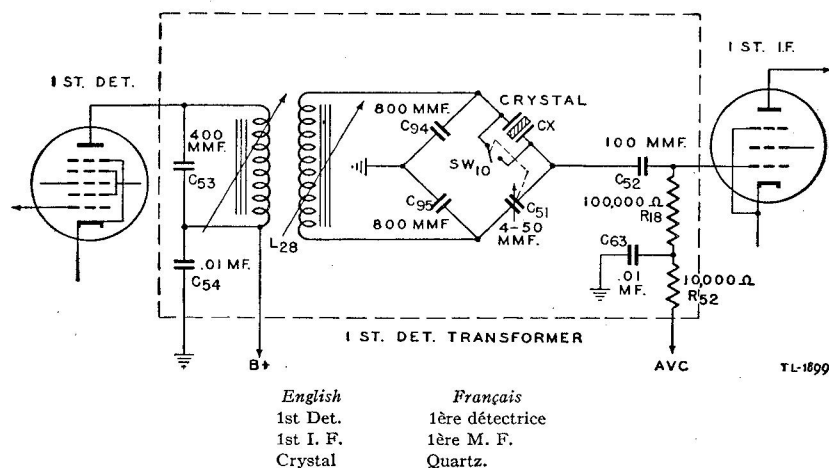 1 ST. DET.
1 ST. I.F.
400 MMF.
C53
.01 MF.
C54
L28
B+
800 MMF.
C94
C95
800 MMF
CRYSTAL
CX
SW10
C51
4-50 MMF.
100 MMF.
C52
100,000 Ω
R18
C63
.01 MF.
10,000 Ω
R52
AVC
1 ST. DET. TRANSFORMER
TL-1899
English Français
1st Det. 1ère détectrice
1st I. F. 1ère M. F.
Crystal Quartz.